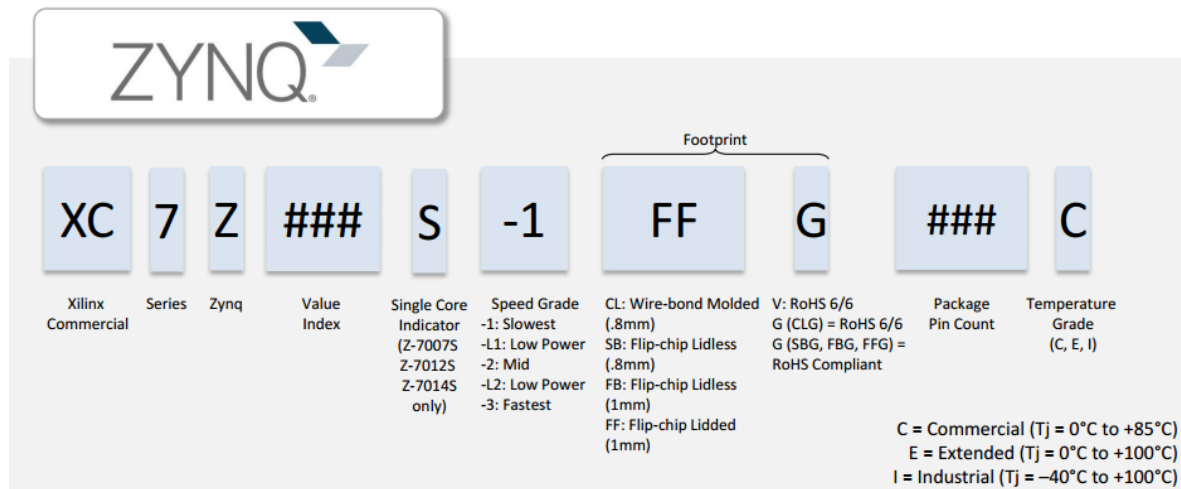 ZYNQ®
Footprint
XC 7 Z ### S -1 FF G ### C
Xilinx
Commercial
Series
Zynq
Value
Index
Single Core
Indicator
(Z-7007S
Z-7012S
Z-7014S
only)
Speed Grade
-1: Slowest
-L1: Low Power
-2: Mid
-L2: Low Power
-3: Fastest
CL: Wire-bond Molded
(.8mm)
SB: Flip-chip Lidless
(.8mm)
FB: Flip-chip Lidless
(1mm)
FF: Flip-chip Lidded
(1mm)
V: RoHS 6/6
G (CLG) = RoHS 6/6
G (SBG, FBG, FFG) =
RoHS Compliant
Package
Pin Count
Temperature
Grade
(C, E, I)
C = Commercial (Tj = 0°C to +85°C)
E = Extended (Tj = 0°C to +100°C)
I = Industrial (Tj = –40°C to +100°C)